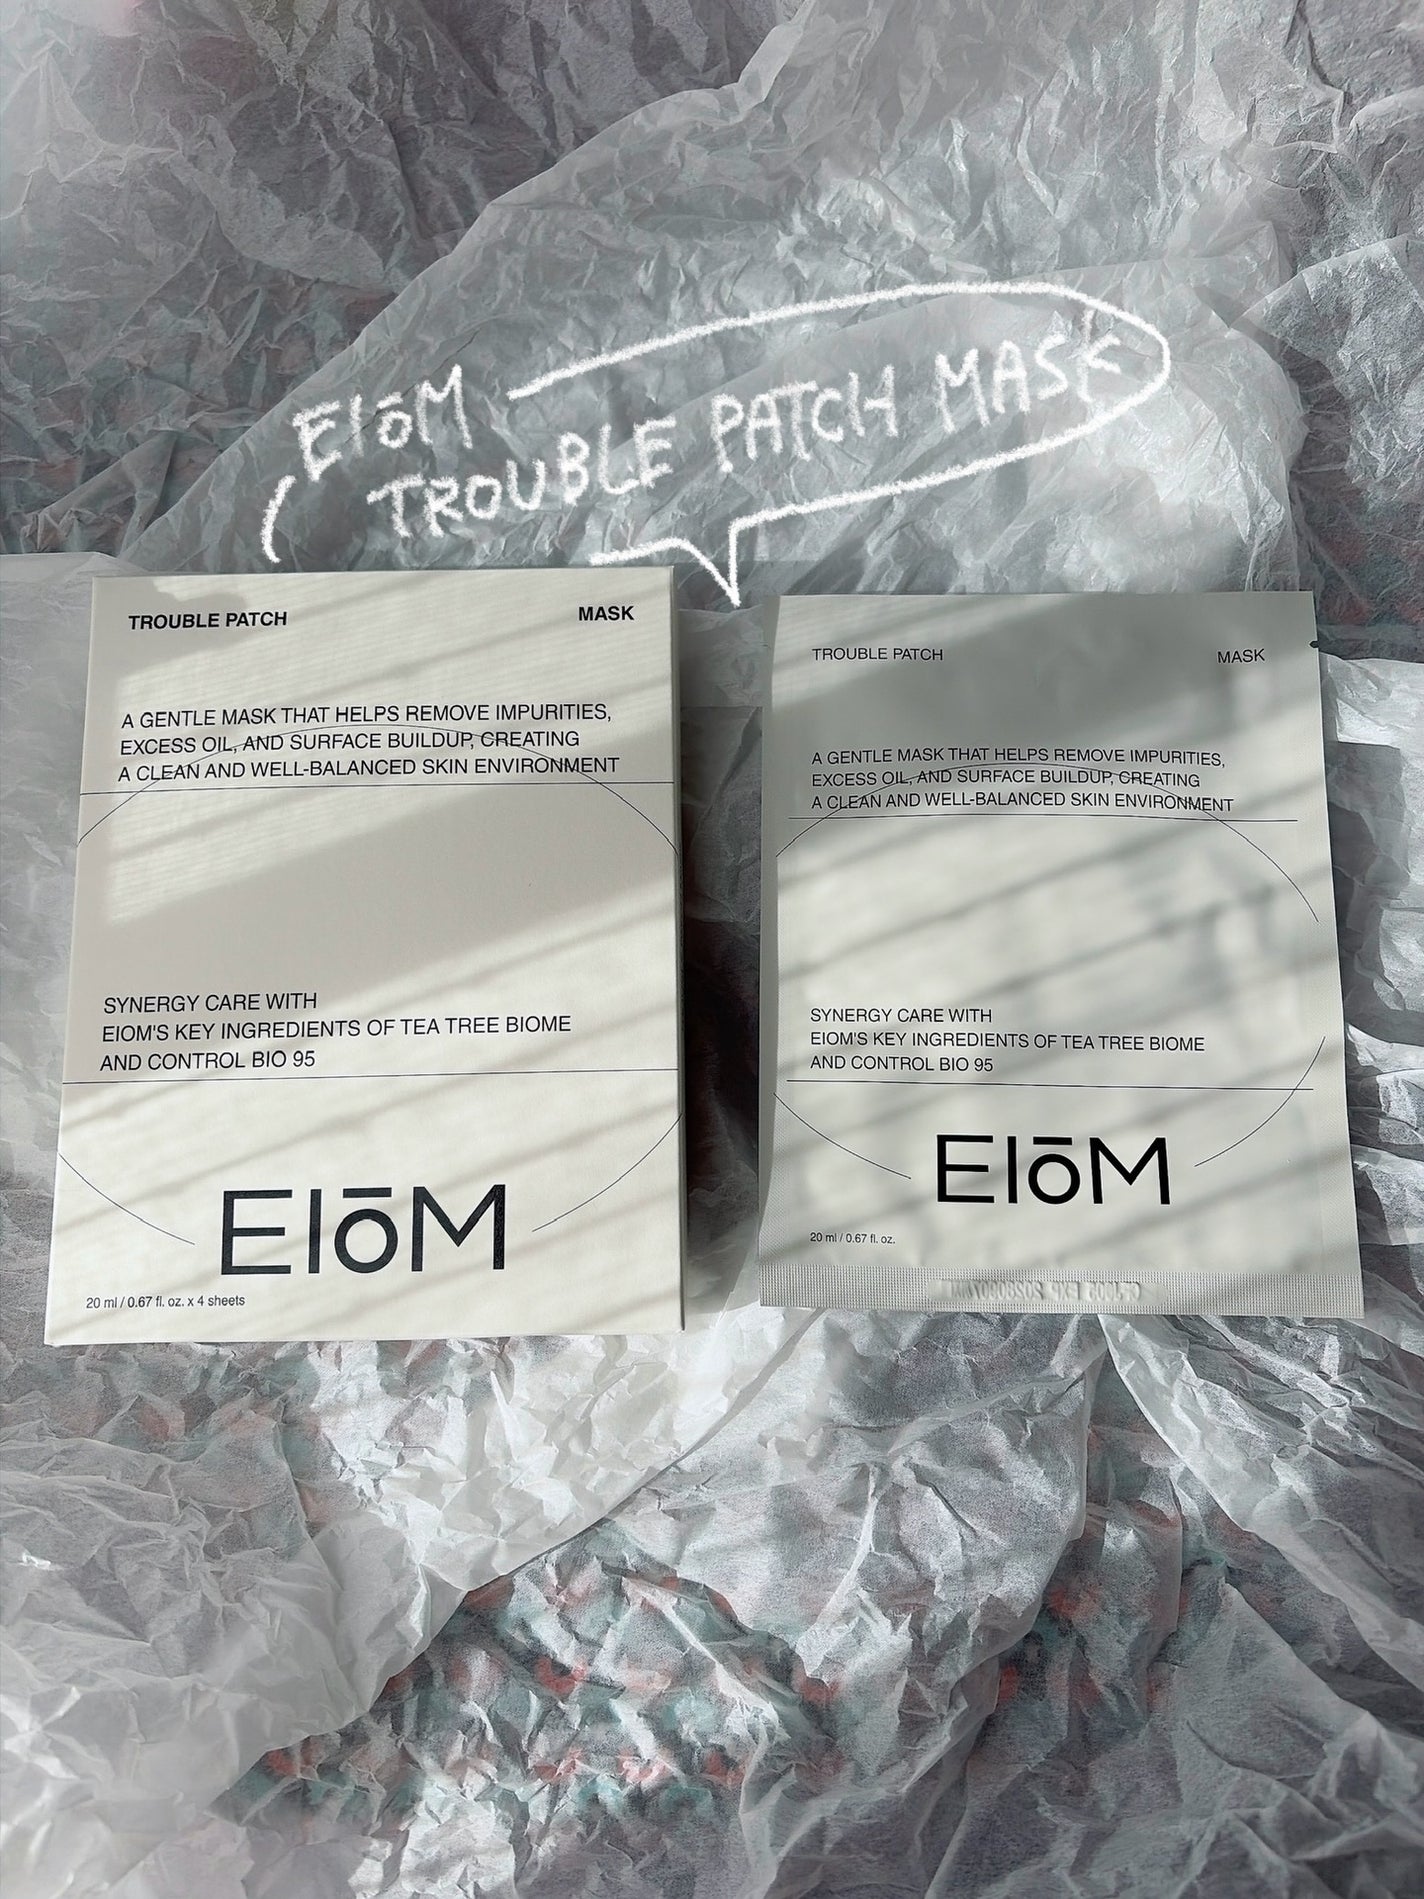 EIōM
TROUBLE PATCH MASK
TROUBLE PATCH MASK
A GENTLE MASK THAT HELPS REMOVE IMPURITIES,
EXCESS OIL, AND SURFACE BUILDUP, CREATING
A CLEAN AND WELL-BALANCED SKIN ENVIRONMENT
SYNERGY CARE WITH
EIOM'S KEY INGREDIENTS OF TEA TREE BIOME
AND CONTROL BIO 95
EIōM
20 ml / 0.67 fl. oz. x 4 sheets
TROUBLE PATCH MASK
A GENTLE MASK THAT HELPS REMOVE IMPURITIES,
EXCESS OIL, AND SURFACE BUILDUP, CREATING
A CLEAN AND WELL-BALANCED SKIN ENVIRONMENT
SYNERGY CARE WITH
EIOM'S KEY INGREDIENTS OF TEA TREE BIOME
AND CONTROL BIO 95
EIōM
20 ml / 0.67 fl. oz.